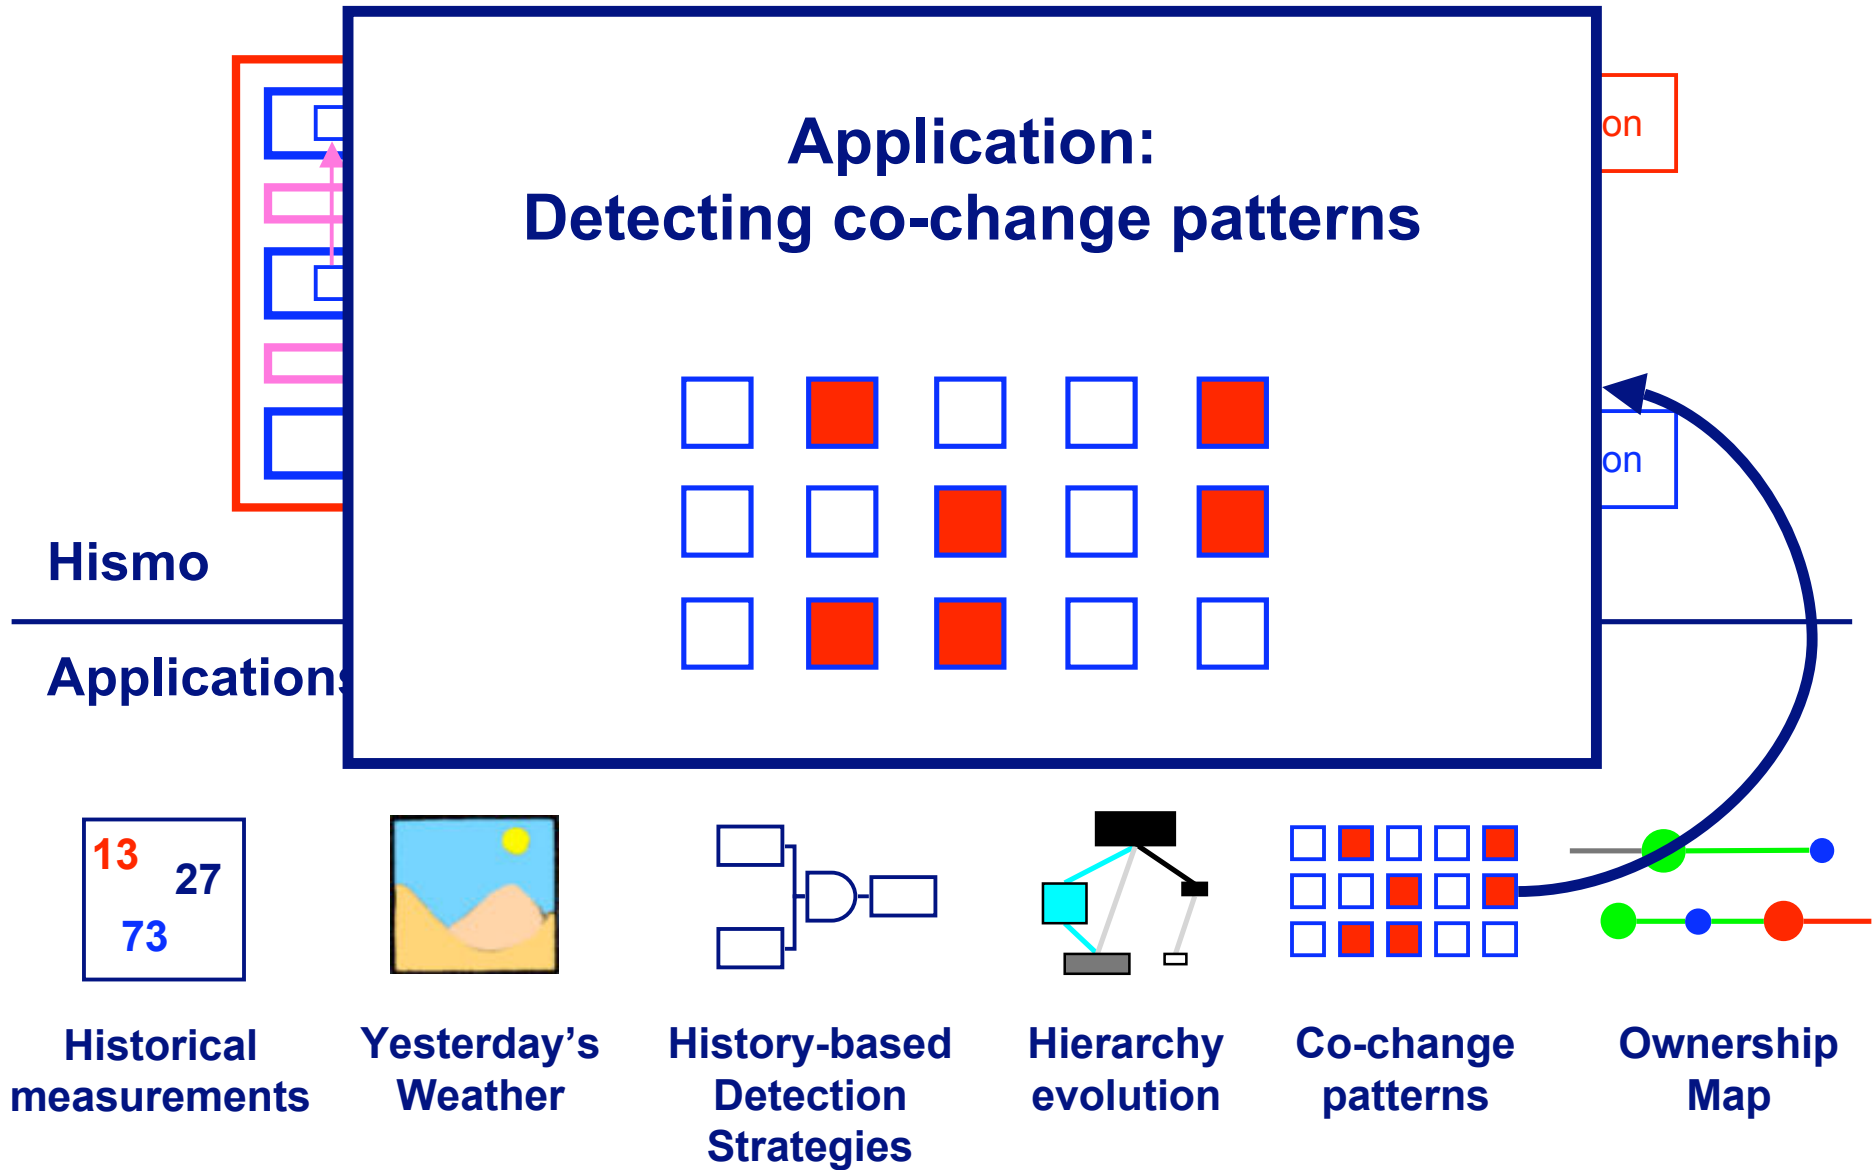 Application:
Detecting co-change patterns
on
on
Hismo
Applications
13
27
73
Historical
measurements
Yesterday's
Weather
History-based
Detection
Strategies
Hierarchy
evolution
Co-change
patterns
Ownership
Map